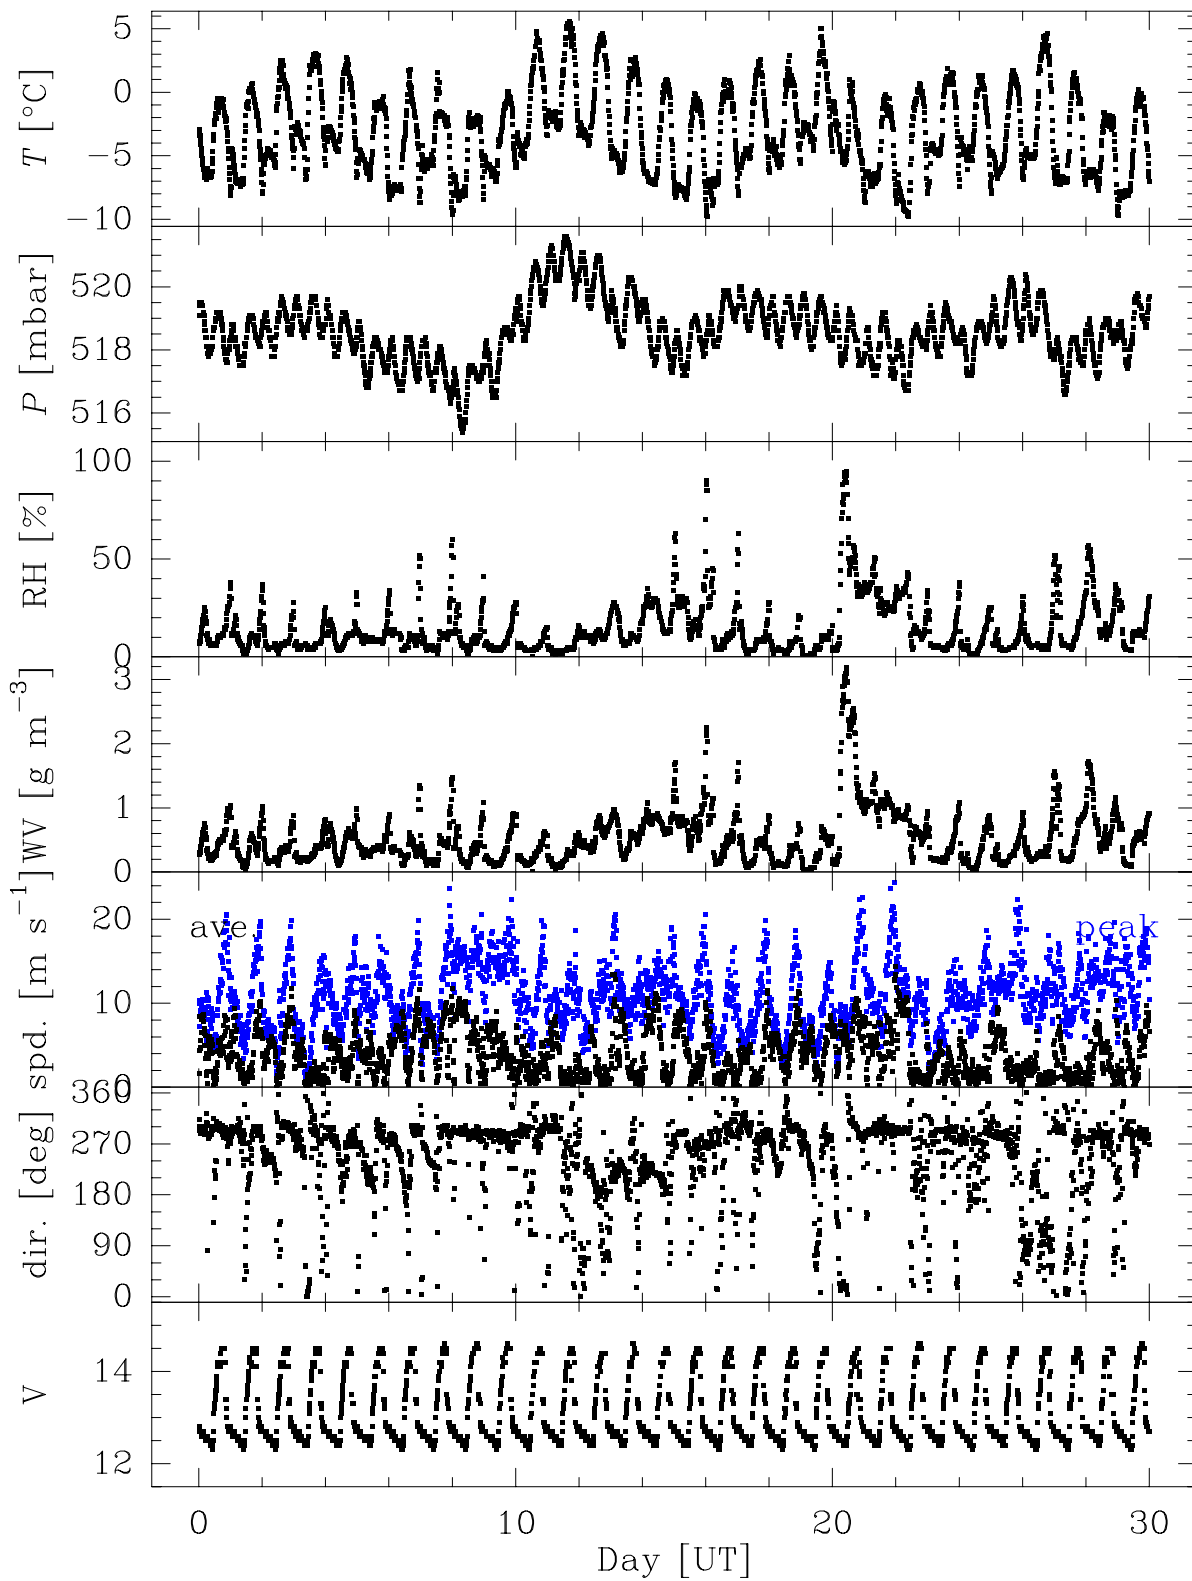 5
0
−5
−10
T [°C]
520
518
516
P [mbar]
100
50
0
RH [%]
3
2
1
0
WV [g m⁻³]
20
10
0
ave.
peak
spd. [m s⁻¹]
360
270
180
90
0
dir. [deg]
14
12
V
0 10 20 30
Day [UT]